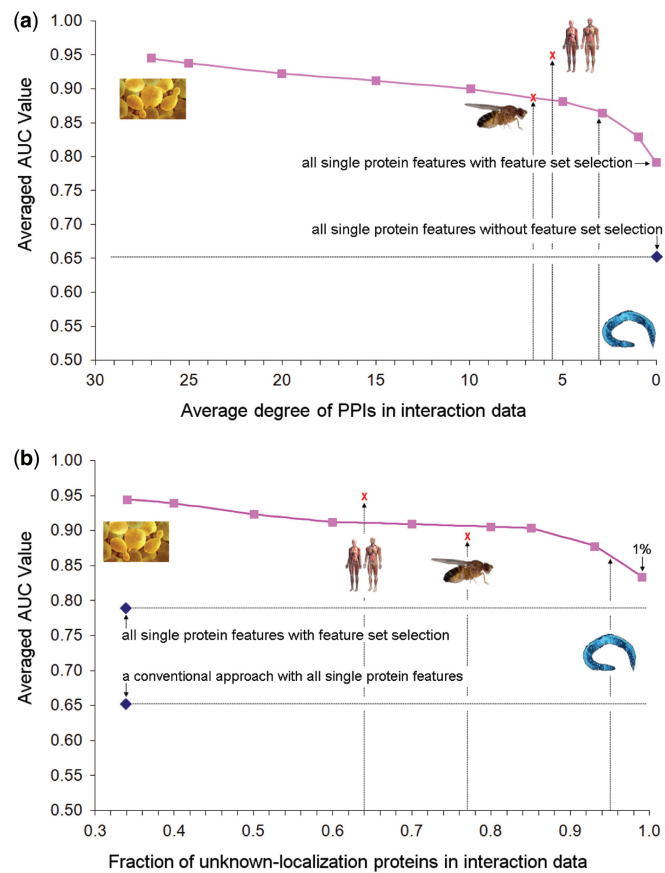 (a)
1.00
0.95
0.90
0.85
0.80
0.75
0.70
0.65
0.60
0.55
0.50
Averaged AUC Value
x
x
all single protein features with feature set selection
all single protein features without feature set selection
30 25 20 15 10 5 0
Average degree of PPIs in interaction data
(b)
1.00
0.95
0.90
0.85
0.80
0.75
0.70
0.65
0.60
0.55
0.50
Averaged AUC Value
x
x
1%
all single protein features with feature set selection
a conventional approach with all single protein features
0.3 0.4 0.5 0.6 0.7 0.8 0.9 1.0
Fraction of unknown-localization proteins in interaction data